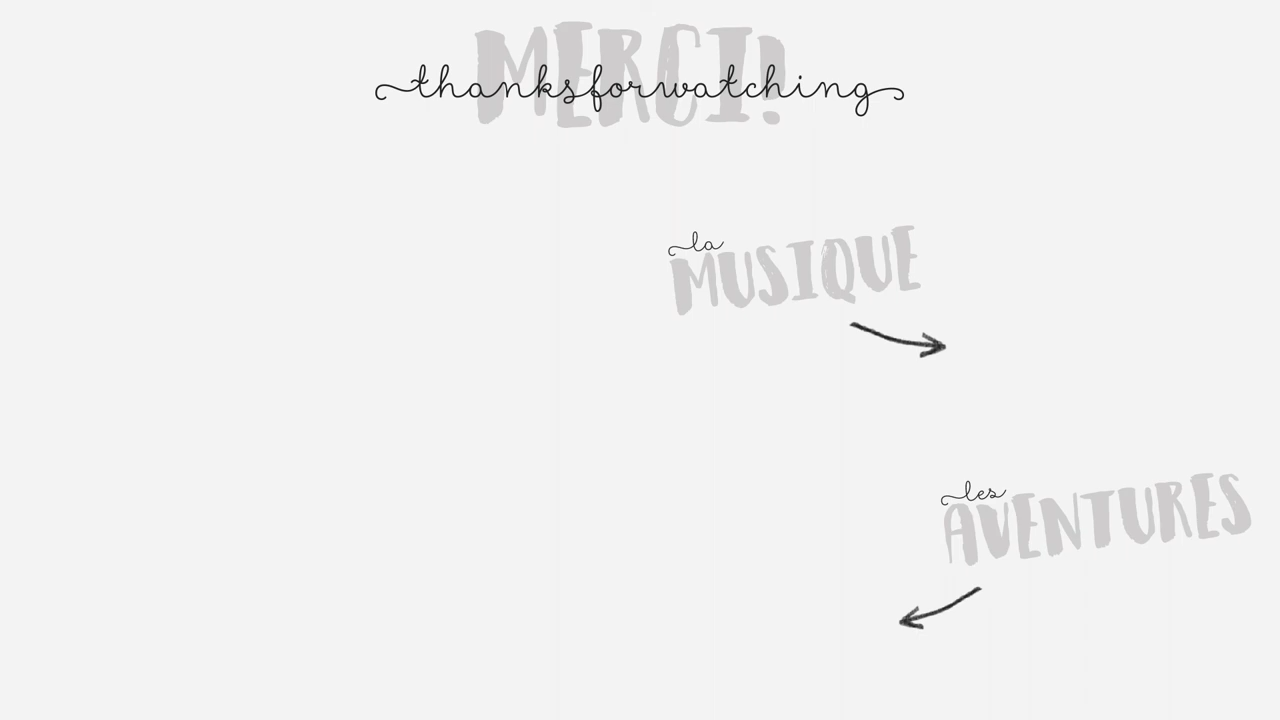 MERCI!
thanksforwatching
la
MUSIQUE
les
AVENTURES